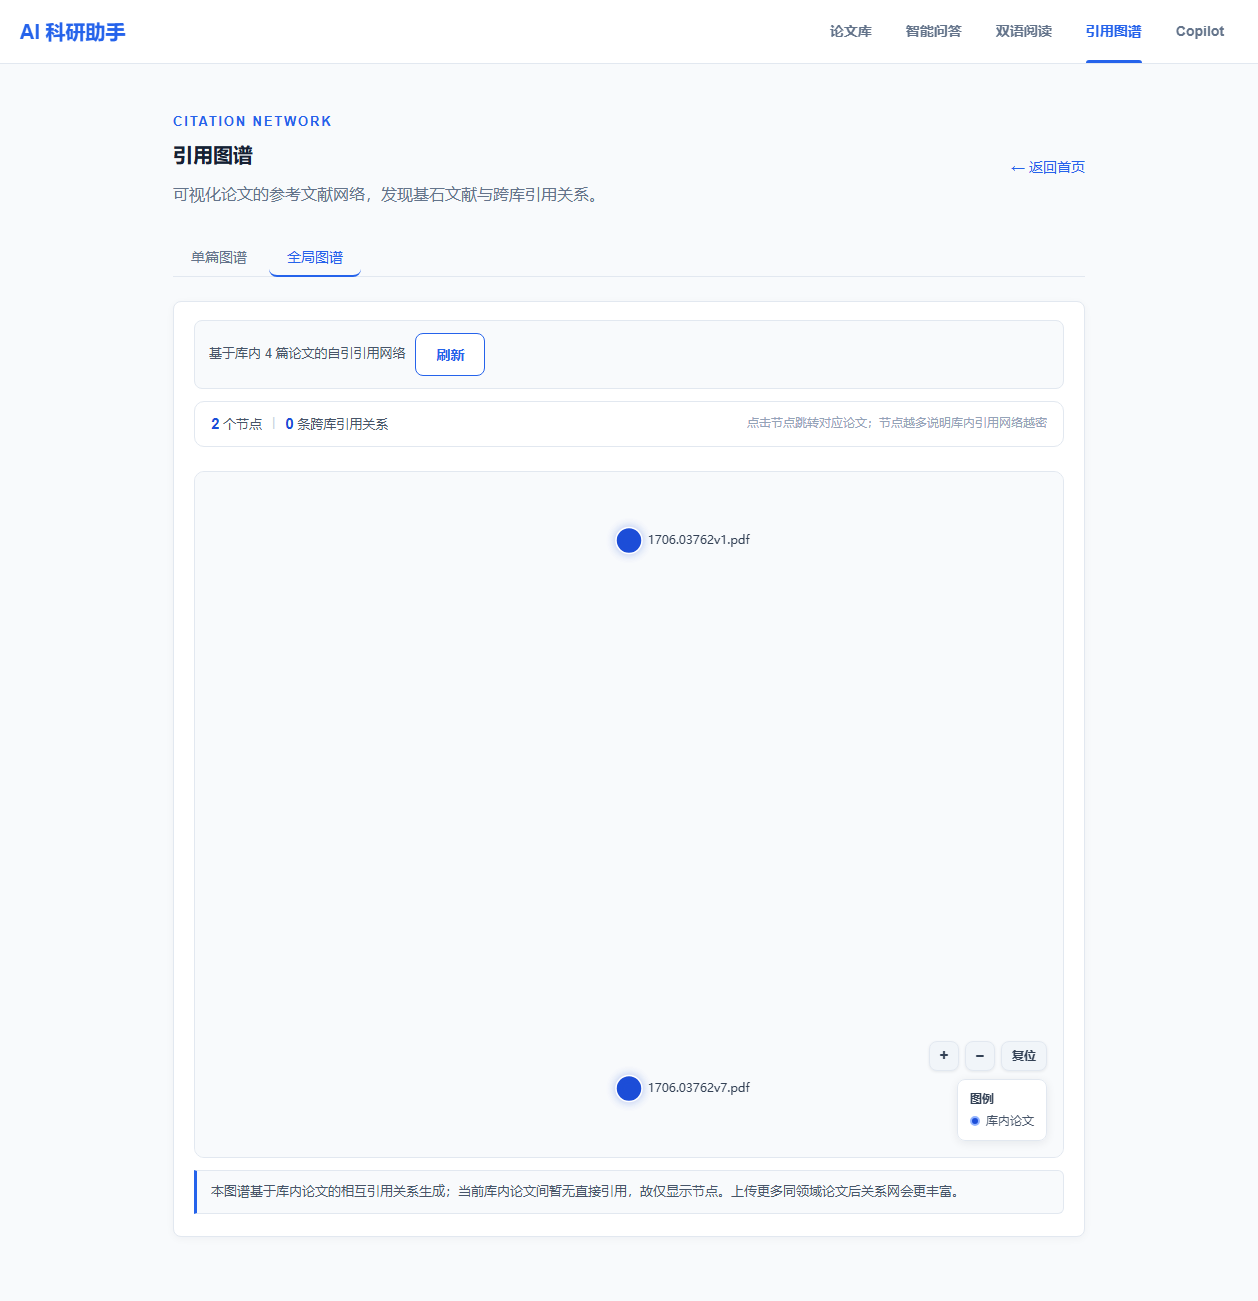 AI 科研助手
论文库
智能问答
双语阅读
引用图谱
Copilot
CITATION NETWORK
引用图谱
← 返回首页
可视化论文的参考文献网络，发现基石文献与跨库引用关系。
单篇图谱
全局图谱
基于库内 4 篇论文的自引引用网络
刷新
2 个节点 | 0 条跨库引用关系
点击节点跳转对应论文；节点越多说明库内引用网络越密
1706.03762v1.pdf
+
−
复位
1706.03762v7.pdf
图例
库内论文
本图谱基于库内论文的相互引用关系生成；当前库内论文间暂无直接引用，故仅显示节点。上传更多同领域论文后关系网会更丰富。